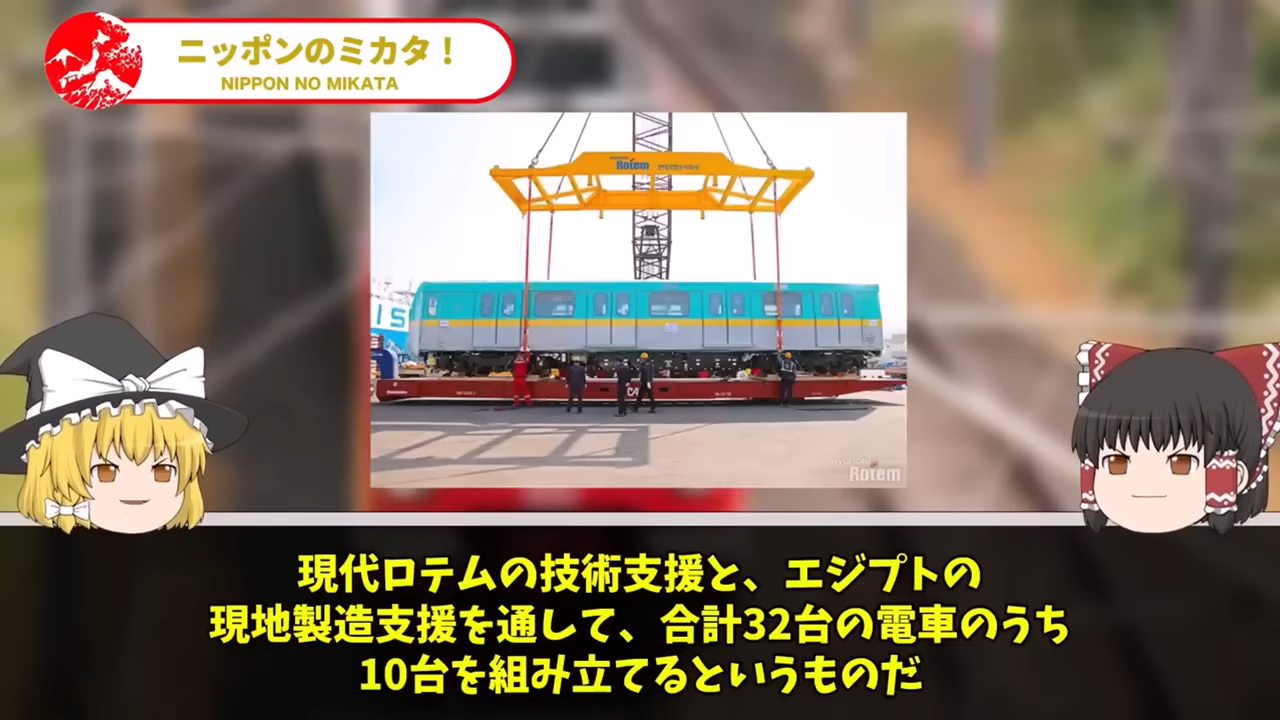 ニッポンのミカタ！
NIPPON NO MIKATA
Rotem
IS
HYUNDAI
Rotem
現代ロテムの技術支援と、エジプトの
現地製造支援を通して、合計32台の電車のうち
10台を組み立てるというものだ